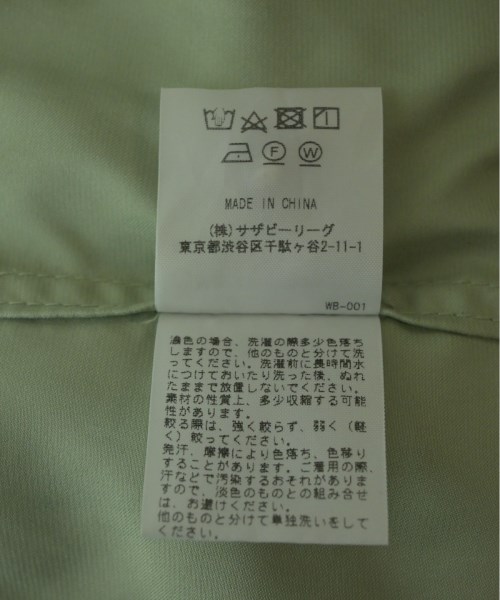 F W
MADE IN CHINA
(株)サザビーリーグ
東京都渋谷区千駄ヶ谷2-11-1
WB-001
濃色の場合、洗濯の際多少色落ち
しますので、他のものと分けて洗
ってください。洗濯前に長時間水
につけておいたり洗った後、ぬれ
たままで放置しないでください。
素材の性質上、多少収縮する可能
性があります。
絞る際は、強く絞らず、弱く（軽
く）絞ってください。
発汗、摩擦により色落ち、色移り
することがあります。ご着用の際、
汗などで汚染するおそれがありま
すので、淡色のものとの組み合せ
は、お避けください。
他のものと分けて単独洗いをして
ください。